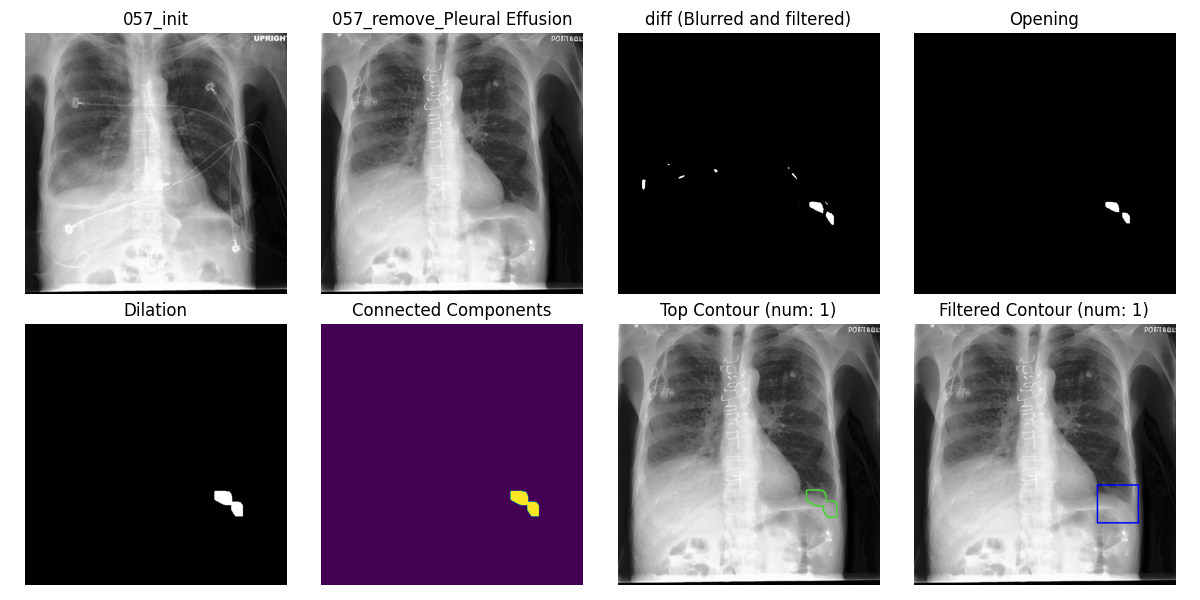 057_init
057_remove_Pleural Effusion
diff (Blurred and filtered)
Opening
UPRIGHT
Dilation
Connected Components
Top Contour (num: 1)
Filtered Contour (num: 1)